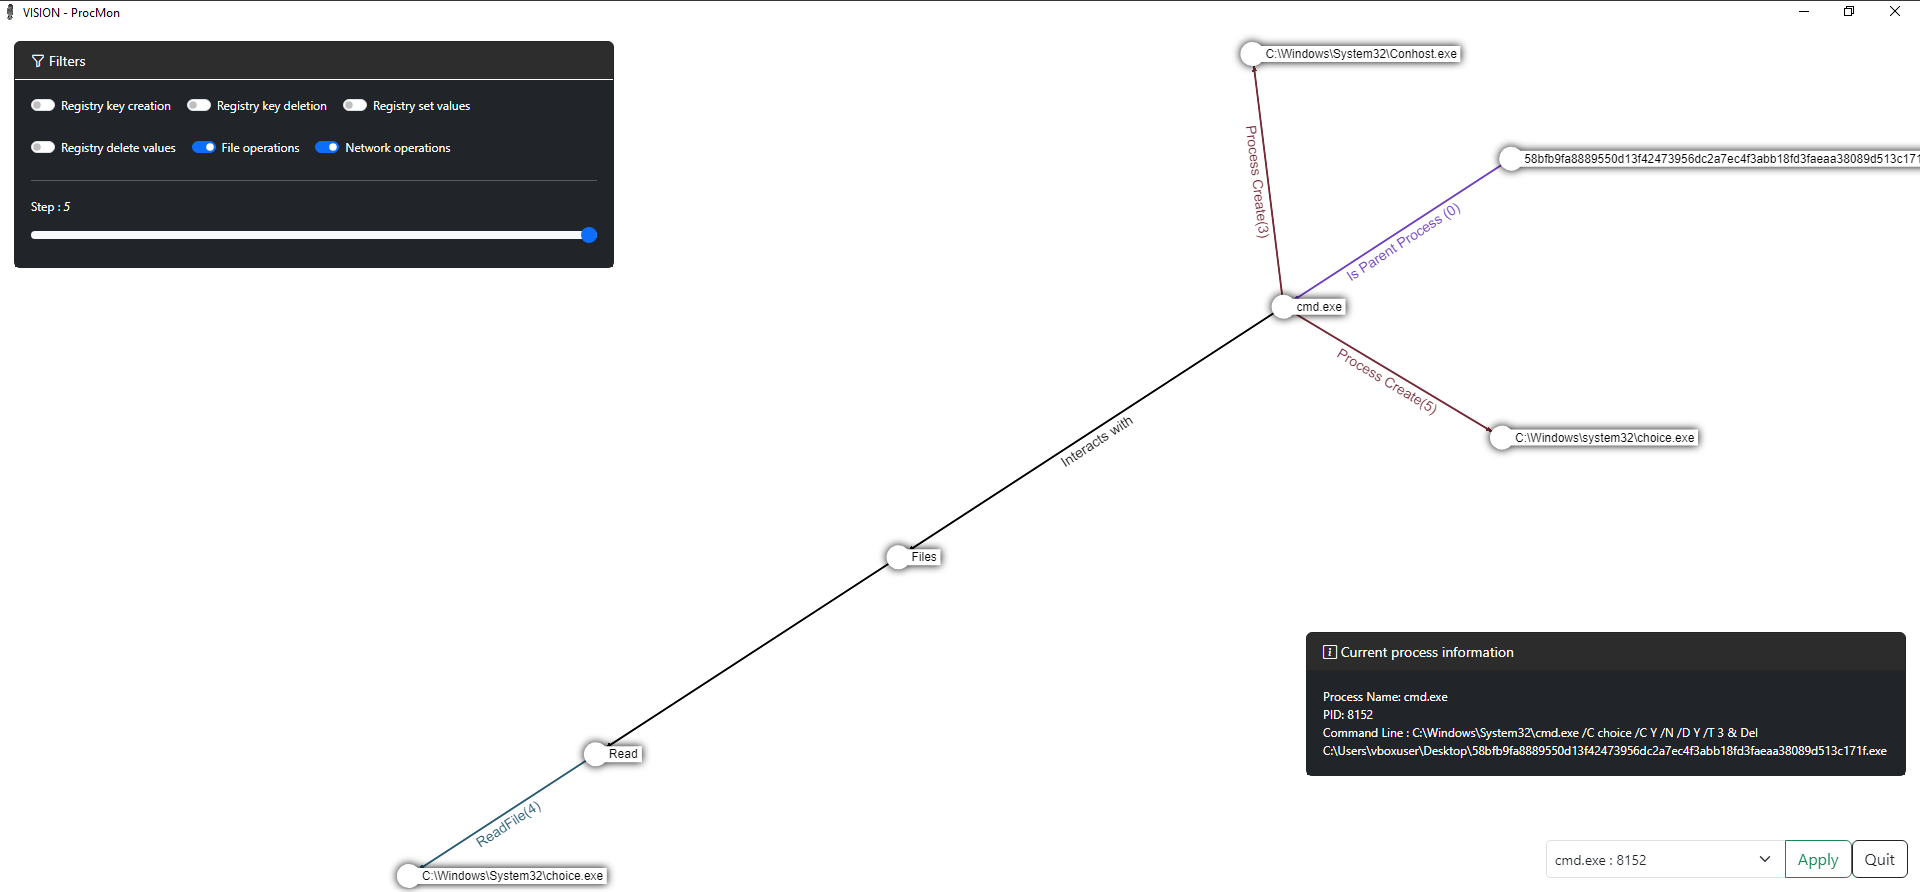 VISION - ProcMon
Filters
Registry key creation
Registry key deletion
Registry set values
Registry delete values
File operations
Network operations
Step : 5
C:\Windows\System32\Conhost.exe
Process Create(3)
58bfb9fa8889550d13f42473956dc2a7ec4f3abb18fd3faeaa38089d513c171
Is Parent Process (0)
cmd.exe
Process Create(5)
C:\Windows\system32\choice.exe
Interacts with
Files
Read
ReadFile(4)
C:\Windows\System32\choice.exe
Current process information
Process Name: cmd.exe
PID: 8152
Command Line : C:\Windows\System32\cmd.exe /C choice /C Y /N /D Y /T 3 & Del
C:\Users\vboxuser\Desktop\58bfb9fa8889550d13f42473956dc2a7ec4f3abb18fd3faeaa38089d513c171f.exe
cmd.exe : 8152
Apply
Quit